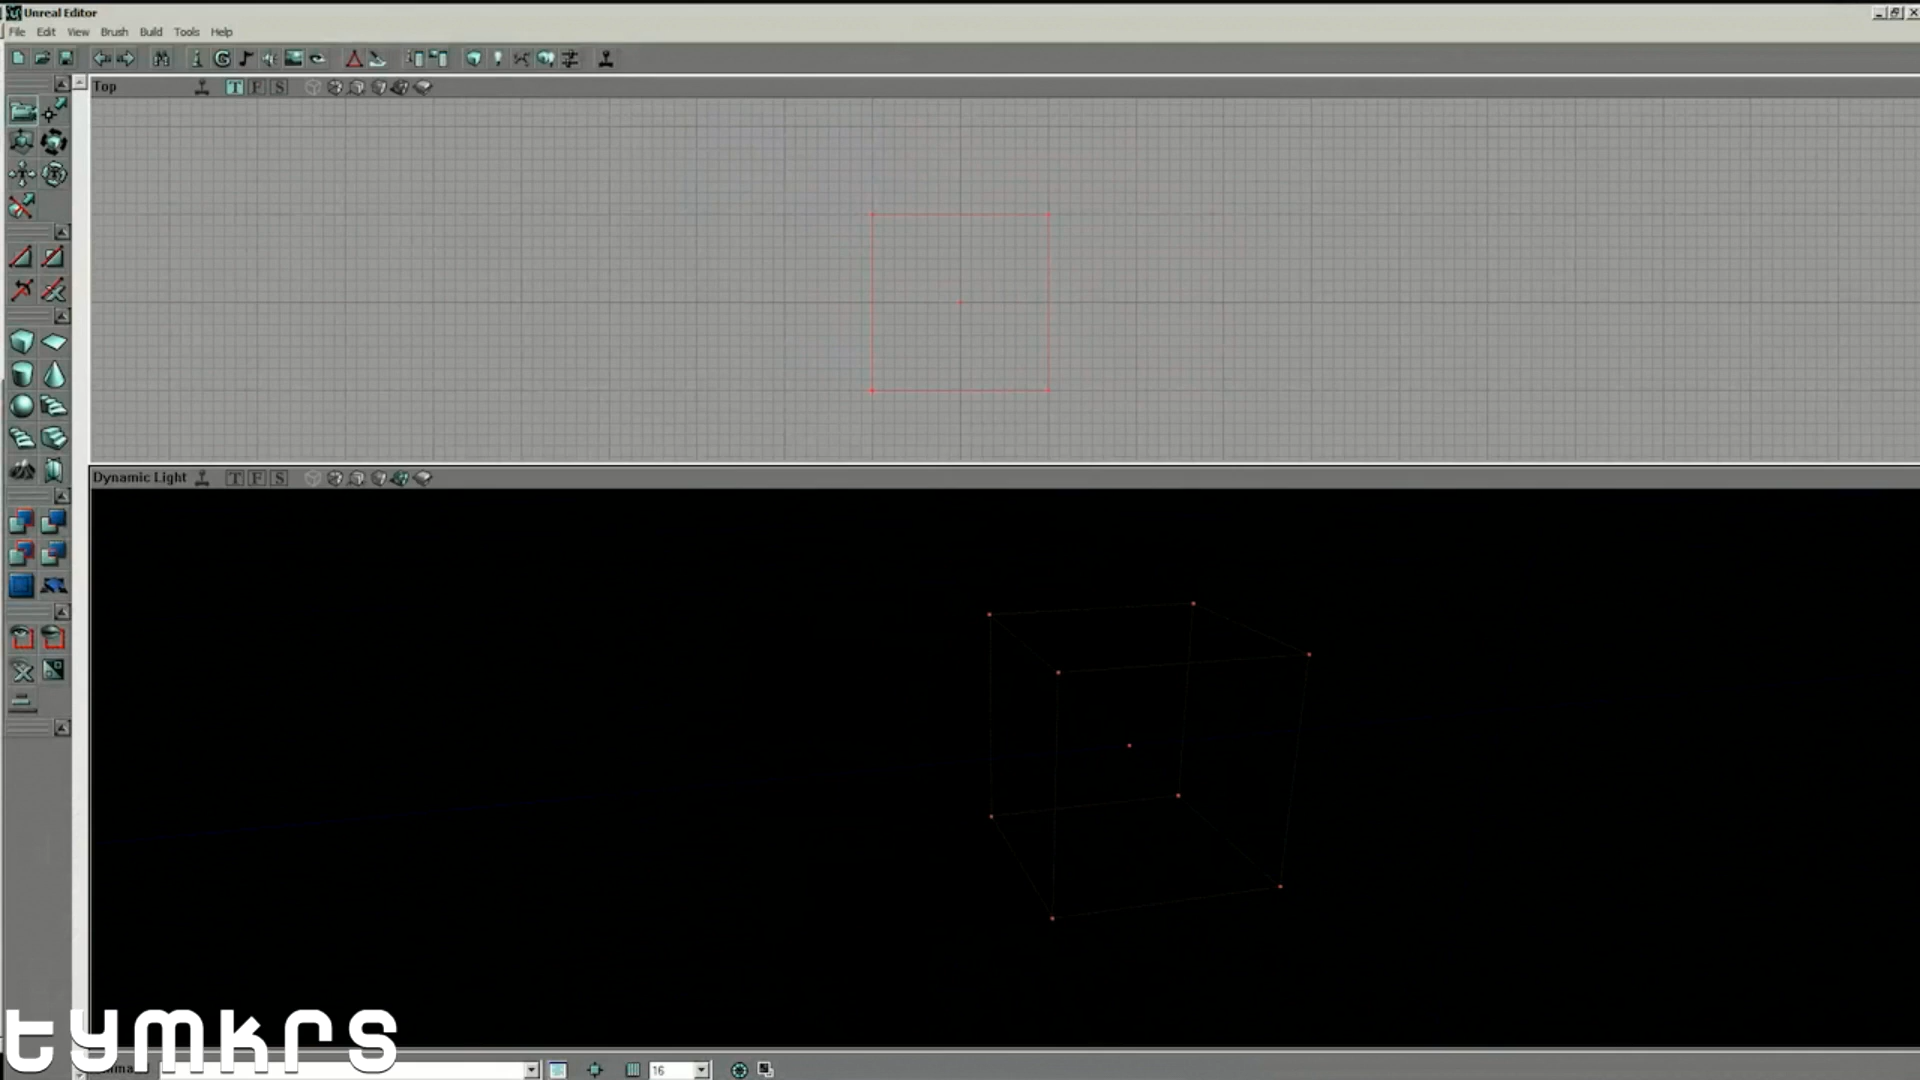 Unreal Editor
File Edit View Brush Build Tools Help
Top T F S
Dynamic Light T F S
tymkrs
16